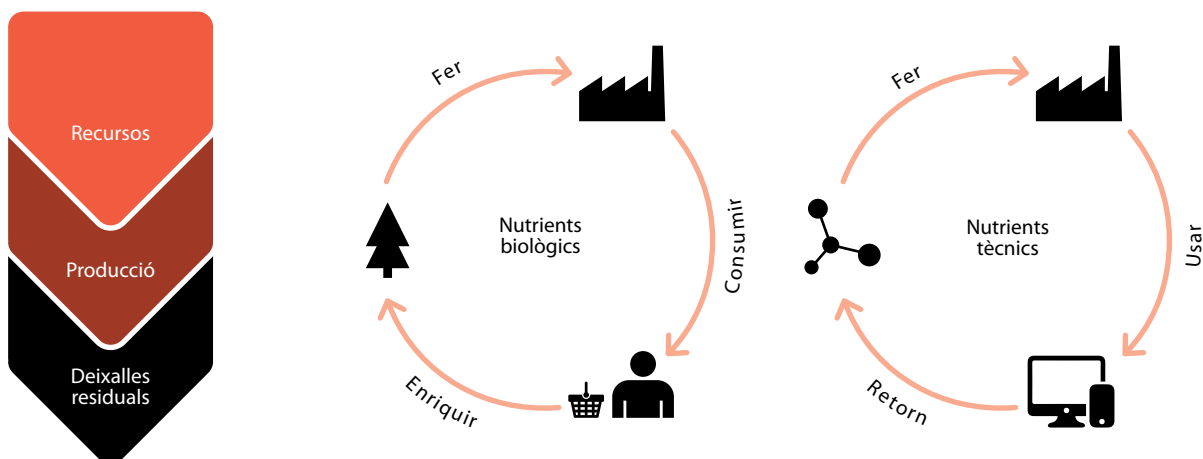 Recursos
Producció
Deixalles
residuals
Fer
Nutrients
biològics
Consumir
Enriquir
Fer
Nutrients
tècnics
Usar
Retorn